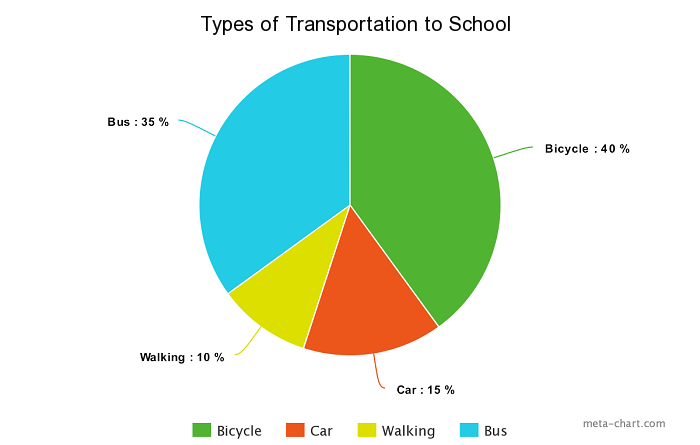 Types of Transportation to School
Bus : 35 %
Bicycle : 40 %
Walking : 10 %
Car : 15 %
Bicycle Car Walking Bus
meta-chart.com